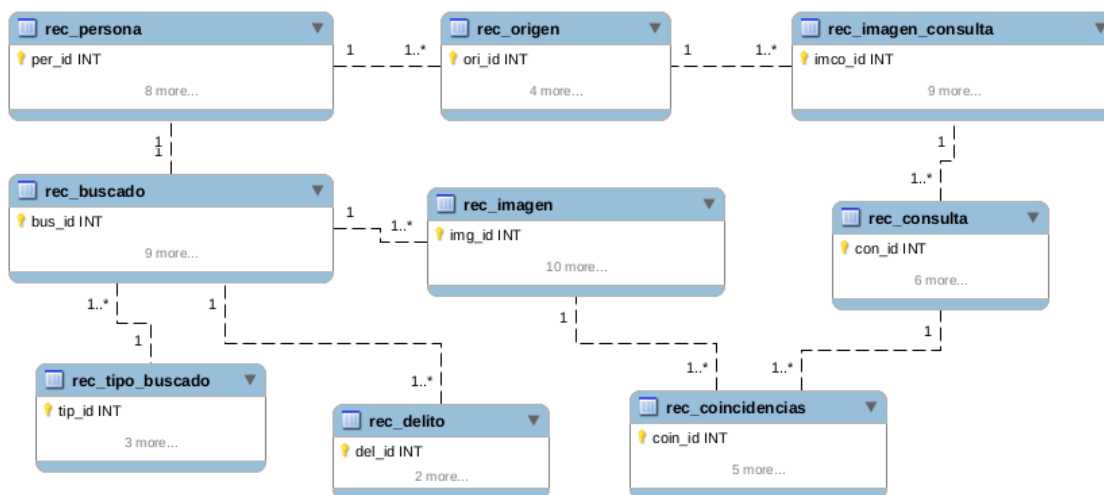 rec_persona
per_id INT
8 more...
1
1..*
rec_origen
ori_id INT
4 more...
1
1..*
rec_imagen_consulta
imco_id INT
9 more...
1
1
rec_buscado
bus_id INT
9 more...
1
1..*
rec_imagen
img_id INT
10 more...
1
1..*
rec_consulta
con_id INT
6 more...
1..*
1
rec_tipo_buscado
tip_id INT
3 more...
1
1..*
rec_delito
del_id INT
2 more...
1
1..*
1
1..*
rec_coincidencias
coin_id INT
5 more...